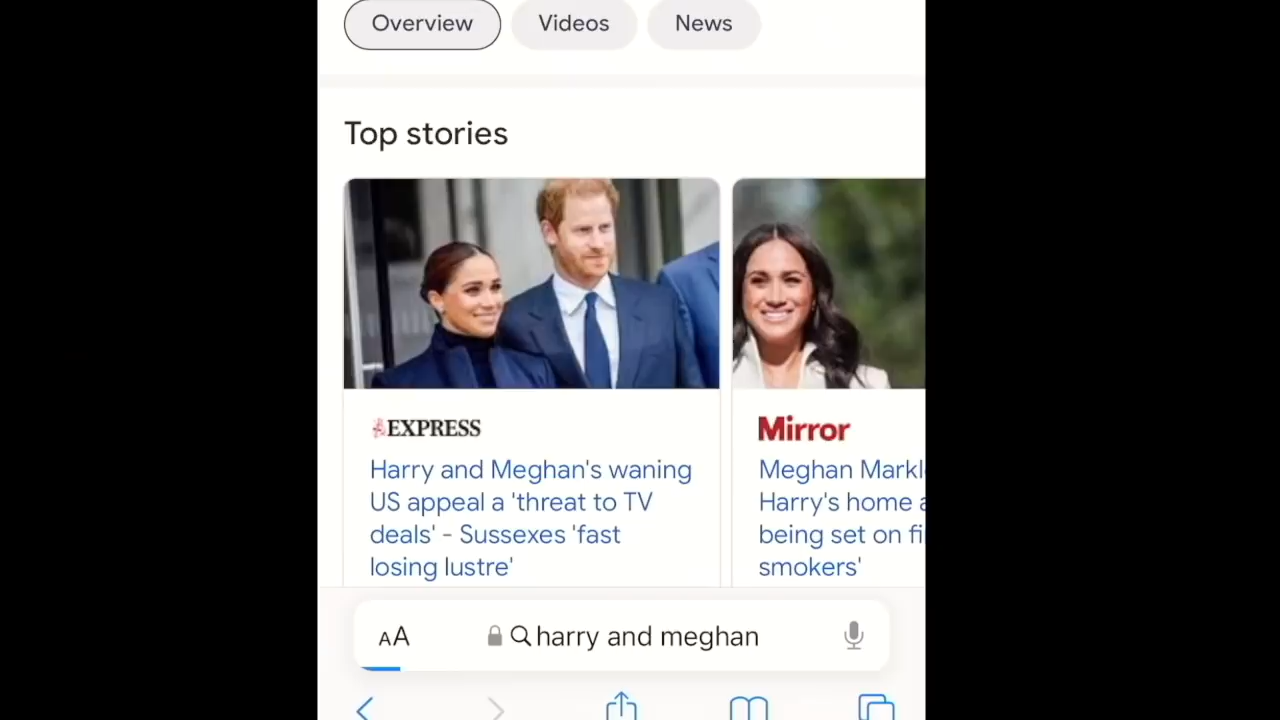 Overview Videos News
Top stories
EXPRESS
Harry and Meghan's waning
US appeal a 'threat to TV
deals' - Sussexes 'fast
losing lustre'
Mirror
Meghan Markl
Harry's home a
being set on fi
smokers'
AA harry and meghan